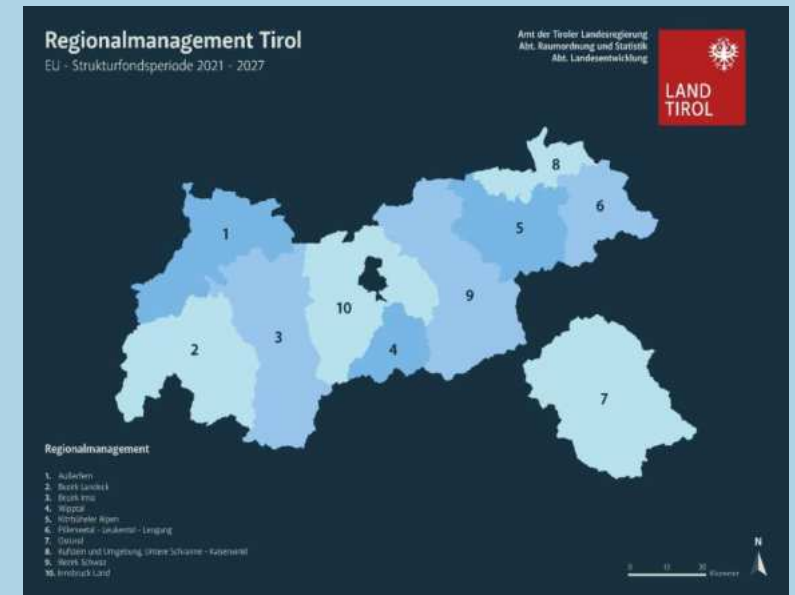 Regionalmanagement Tirol
EU - Strukturfondsperiode 2021 - 2027
Amt der Tiroler Landesregierung
Abt. Raumordnung und Statistik
Abt. Landesentwicklung
LAND
TIROL
8
6
1
5
9
10
3
4
2
7
Regionalmanagement
1. Außerfern
2. Bezirk Landeck
3. Bezirk Imst
4. Wipptal
5. Kitzbüheler Alpen
6. Pillerseetal - Leukental - Leogang
7. Osttirol
8. Kufstein und Umgebung, Untere Schranne - Kaiserwinkl
9. Bezirk Schwaz
10. Innsbruck Land
N
0
30
Kilometer